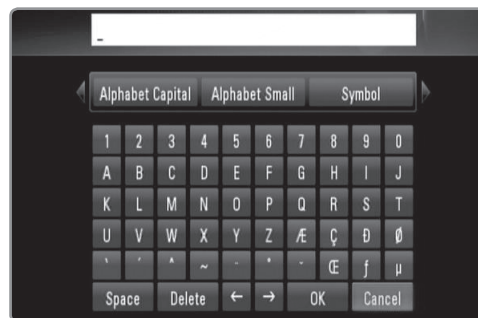 _
Alphabet Capital Alphabet Small Symbol
1 2 3 4 5 6 7 8 9 0
A B C D E F G H I J
K L M N O P Q R S T
U V W X Y Z Æ Ç Ð Ø
` ´ ^ ~ ¨ ° ˇ Œ ƒ µ
Space Delete ← → OK Cancel